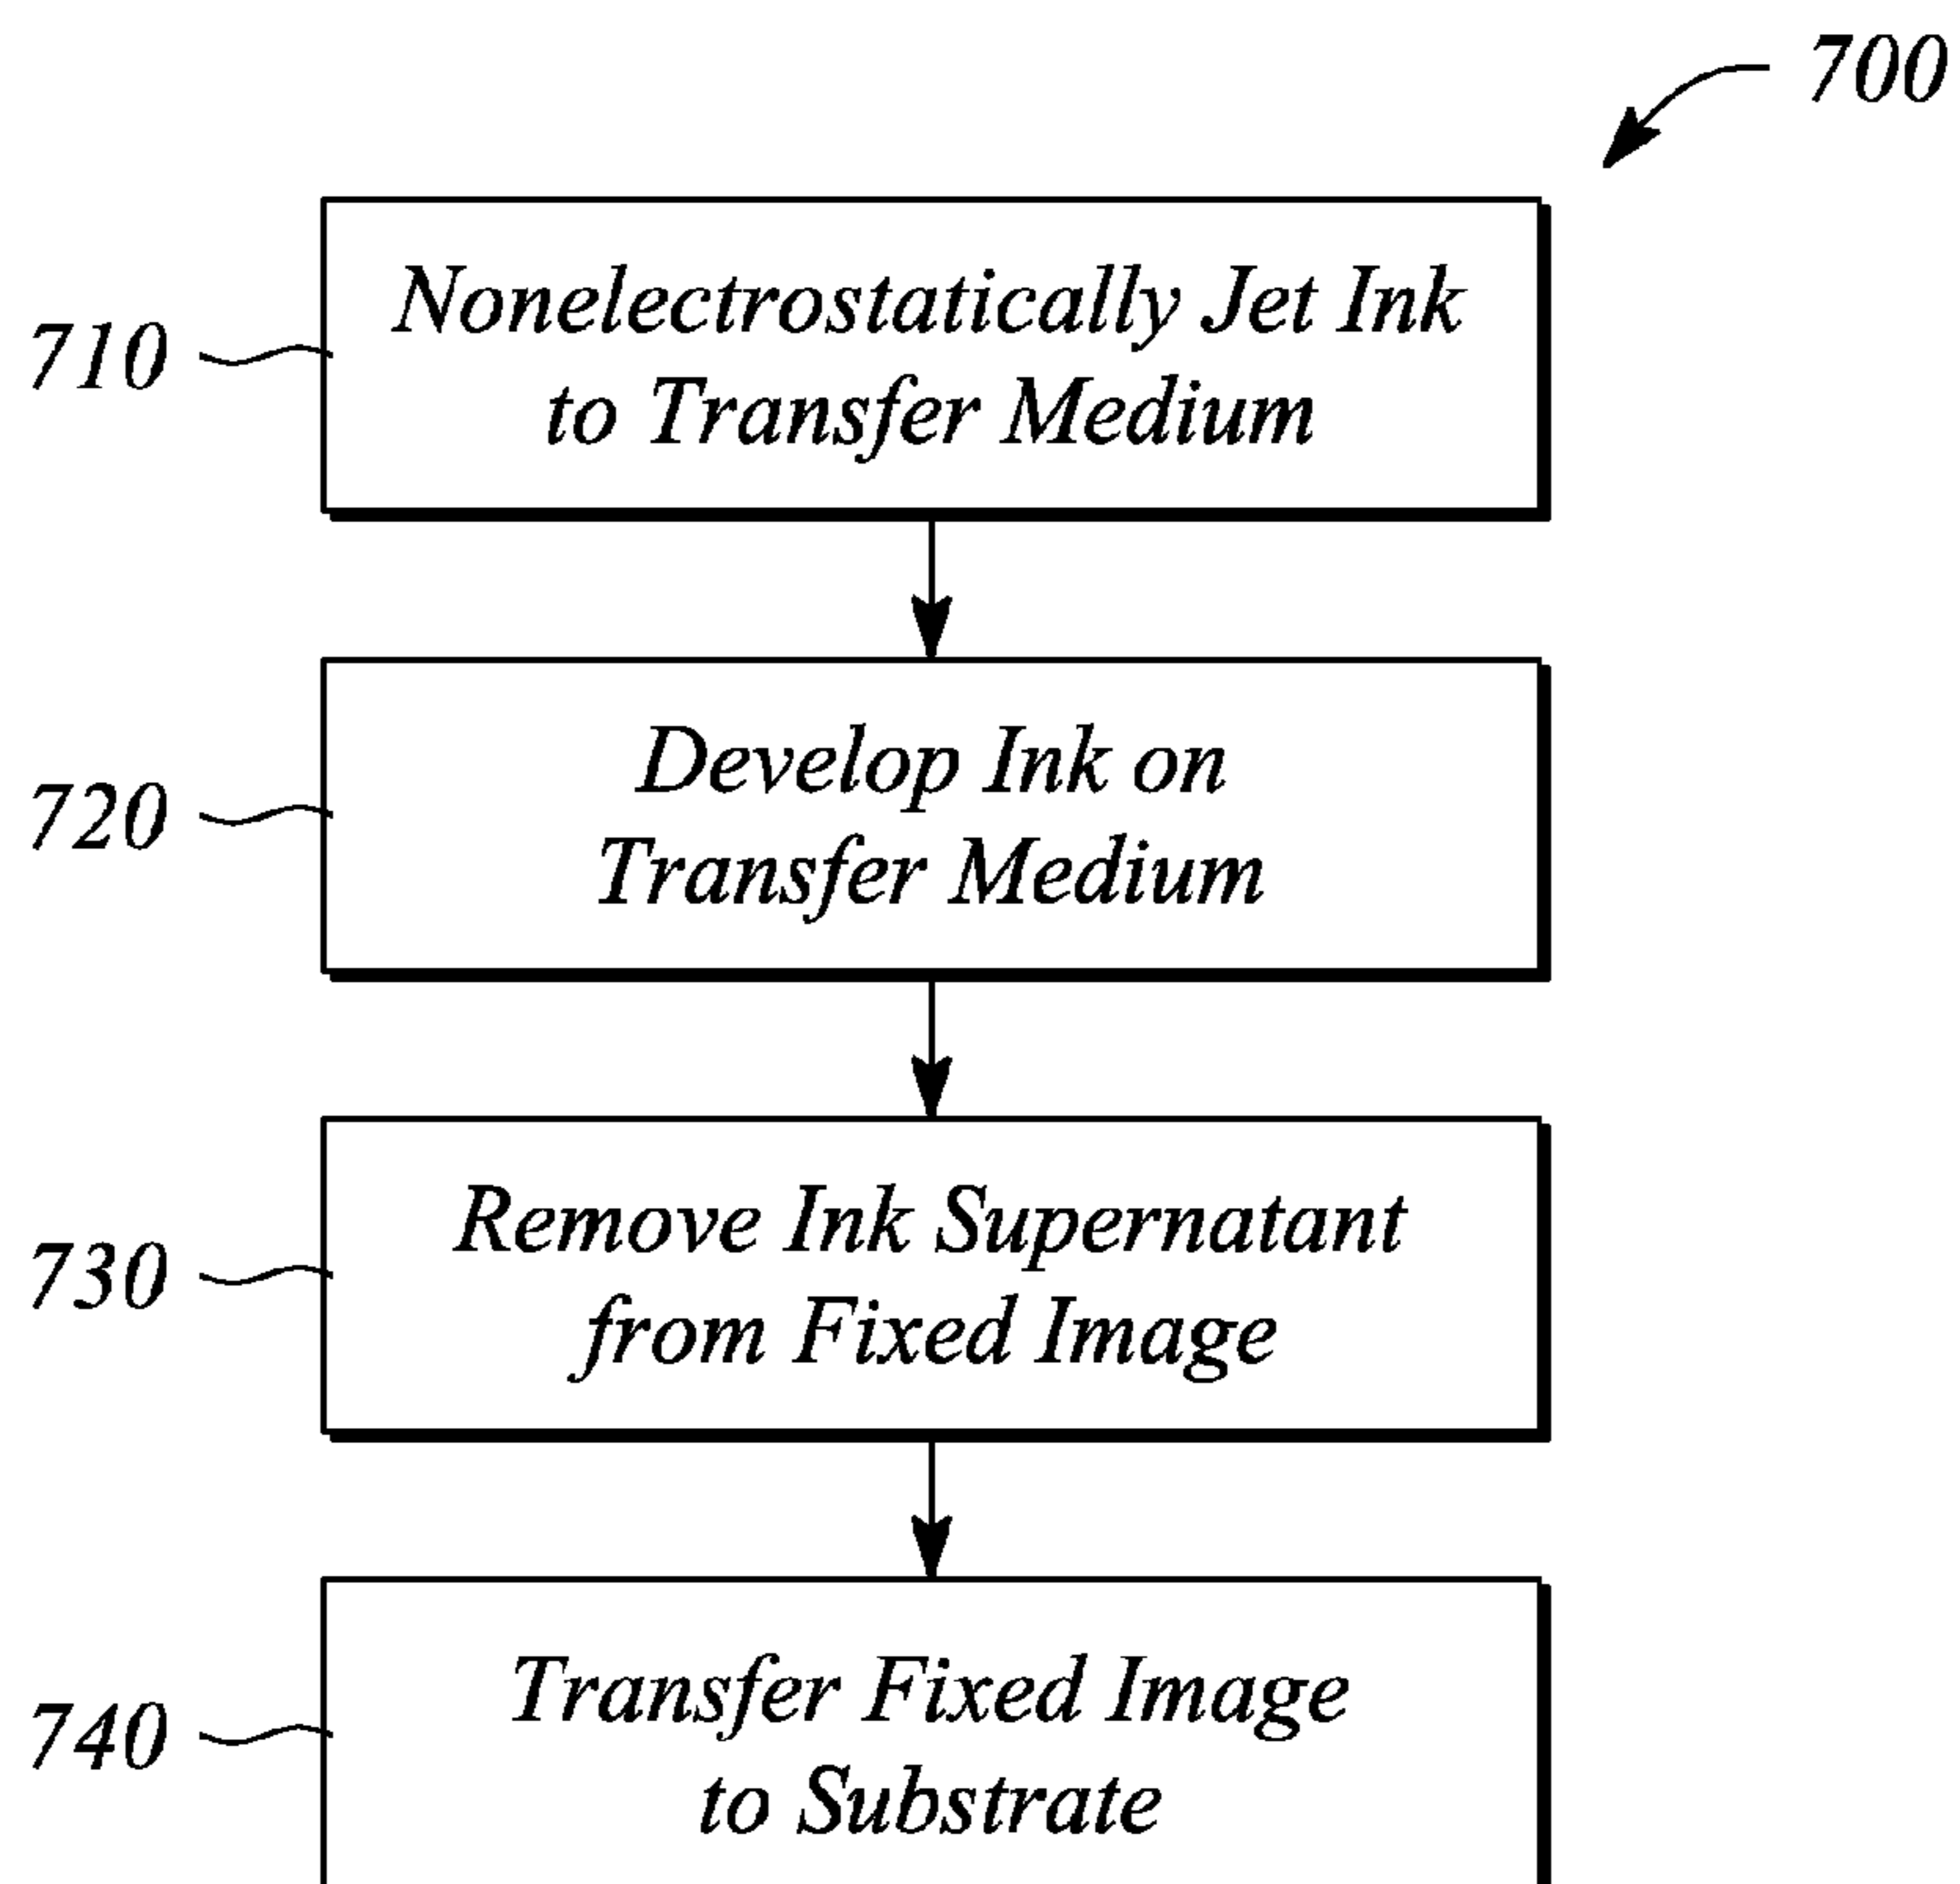 700
710
Nonelectrostatically Jet Ink
to Transfer Medium
720
Develop Ink on
Transfer Medium
730
Remove Ink Supernatant
from Fixed Image
740
Transfer Fixed Image
to Substrate